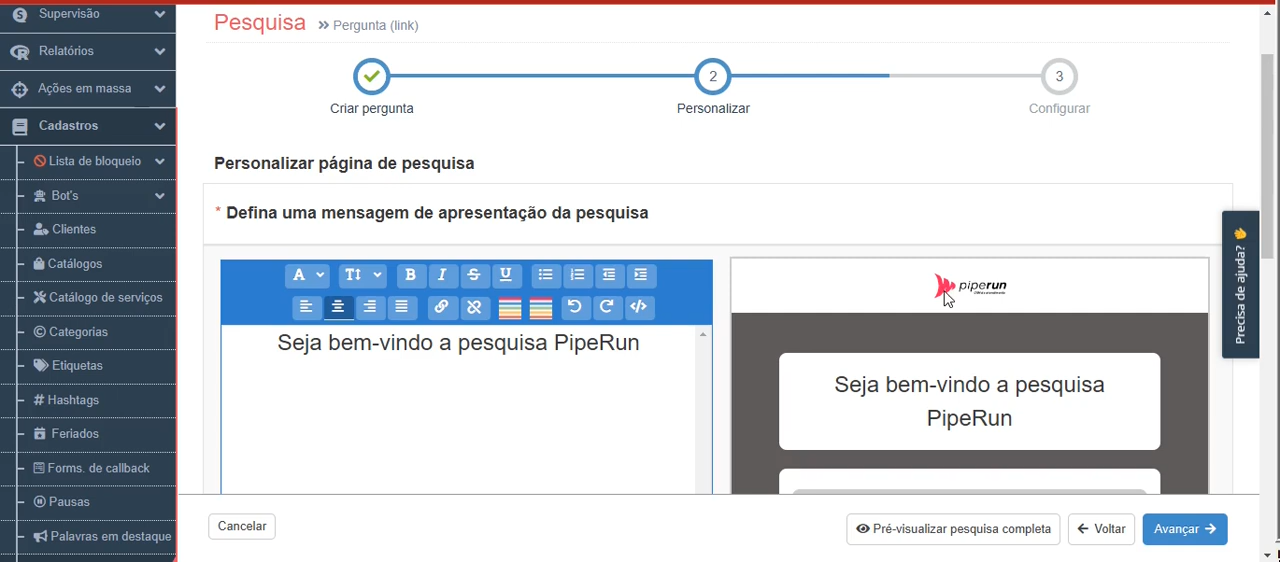 Supervisão
Relatórios
Ações em massa
Cadastros
Lista de bloqueio
Bot's
Clientes
Catálogos
Catálogo de serviços
Categorias
Etiquetas
# Hashtags
Feriados
Forms. de callback
Pausas
Palavras em destaque
Pesquisa » Pergunta (link)
2
3
Criar pergunta
Personalizar
Configurar
Personalizar página de pesquisa
* Defina uma mensagem de apresentação da pesquisa
Seja bem-vindo a pesquisa PipeRun
piperun
Seja bem-vindo a pesquisa
PipeRun
Precisa de ajuda?
Cancelar
Pré-visualizar pesquisa completa
Voltar
Avançar